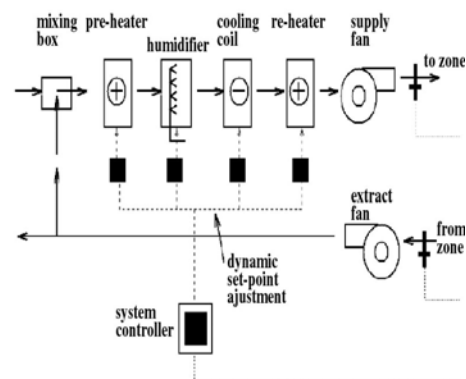 mixing
box
pre-heater
humidifier
cooling
coil
re-heater
supply
fan
to zone
extract
fan
from
zone
dynamic
set-point
ajustment
system
controller